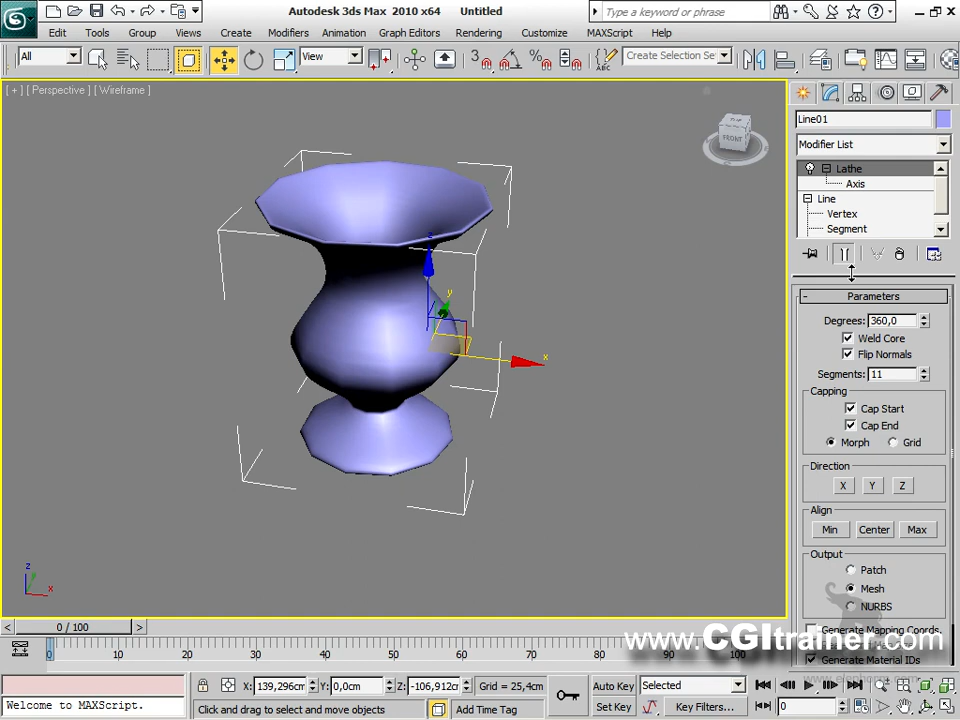 Autodesk 3ds Max 2010 x64 Untitled
Type a keyword or phrase
Edit Tools Group Views Create Modifiers Animation Graph Editors Rendering Customize MAXScript Help
All View 3 Create Selection Se
[ + ] [ Perspective ] [ Wireframe ]
FRONT
Line01
Modifier List
Lathe
Axis
Line
Vertex
Segment
Parameters
Degrees: 360,0
Weld Core
Flip Normals
Segments: 11
Capping
Cap Start
Cap End
Morph Grid
Direction
X Y Z
Align
Min Center Max
Output
Patch
Mesh
NURBS
Generate Mapping Coords.
Generate Material IDs
z
y
x
z
x
www.CGItrainer.com
< 0 / 100 >
0 10 20 30 40 50 60 70 80 90 100
X: 139,296cm Y: 0,0cm Z: -106,912cm Grid = 25,4cm
Auto Key Selected
Welcome to MAXScript.
Click and drag to select and move objects
Add Time Tag
Set Key Key Filters... 0